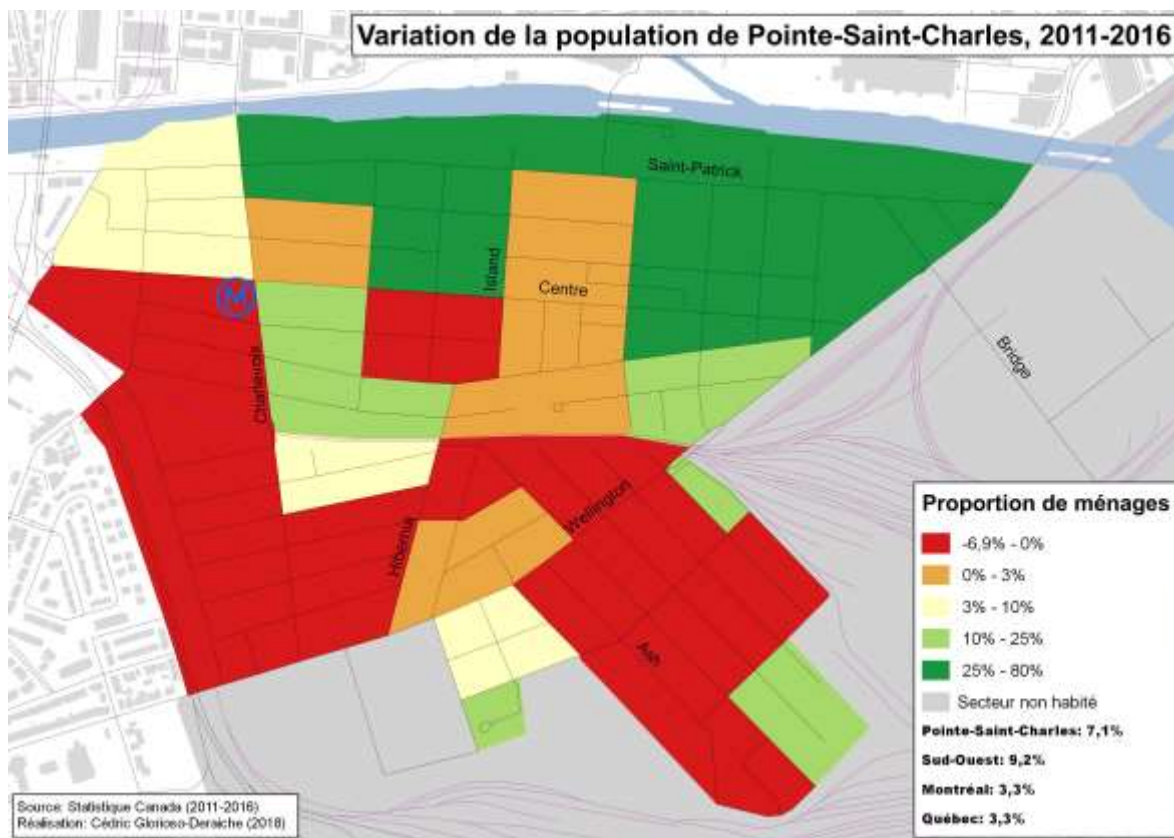 Variation de la population de Pointe-Saint-Charles, 2011-2016
Saint-Patrick
Island
Centre
M
Charlevoix
Bridge
Wellington
Hibernia
Ash
Proportion de ménages
-6,9% - 0%
0% - 3%
3% - 10%
10% - 25%
25% - 80%
Secteur non habité
Pointe-Saint-Charles: 7,1%
Sud-Ouest: 9,2%
Montréal: 3,3%
Québec: 3,3%
Source: Statistique Canada (2011-2016)
Réalisation: Cédric Glorioso-Deraiche (2018)